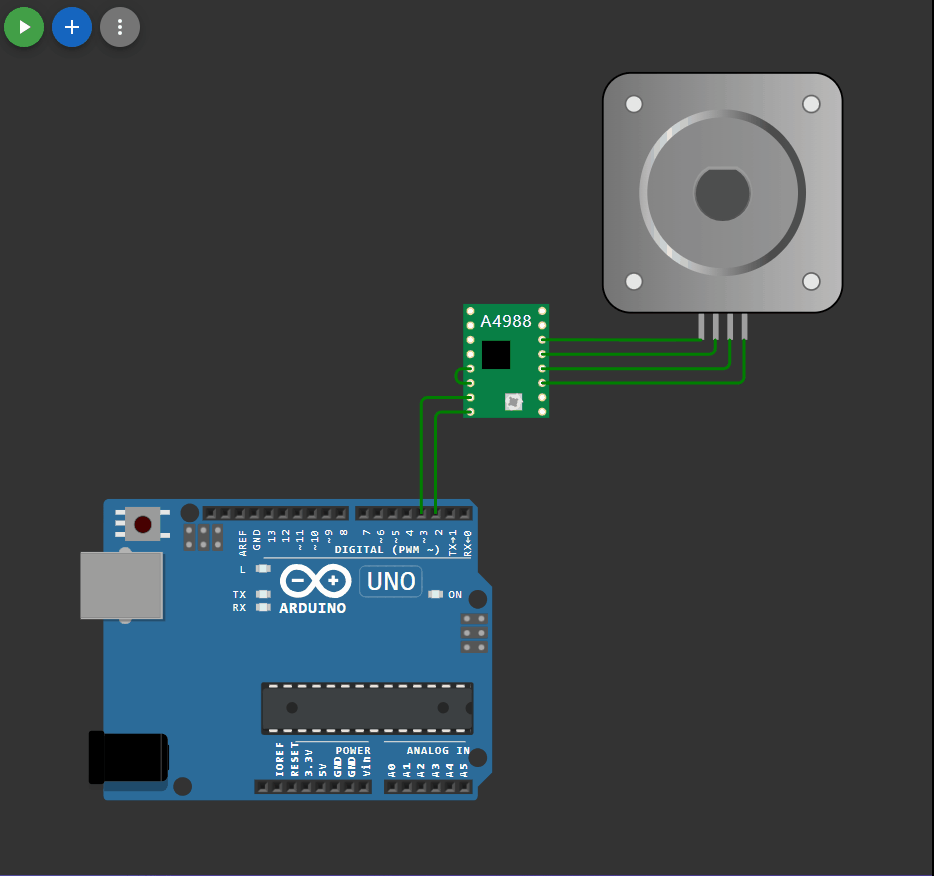 A4988
AREF
GND
13
12
~11
~10
~9
8
7
~6
~5
4
~3
2
TX→1
RX←0
DIGITAL (PWM ~)
L
TX
RX
UNO
ON
ARDUINO
POWER
ANALOG IN
IOREF
RESET
3.3V
5V
GND
GND
Vin
A0
A1
A2
A3
A4
A5